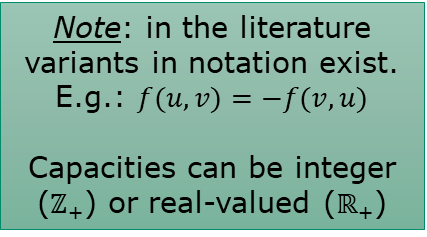 Note: in the literature
variants in notation exist.
E.g.: f(u, v) = −f(v, u)
Capacities can be integer
(ℤ₊) or real-valued (ℝ₊)